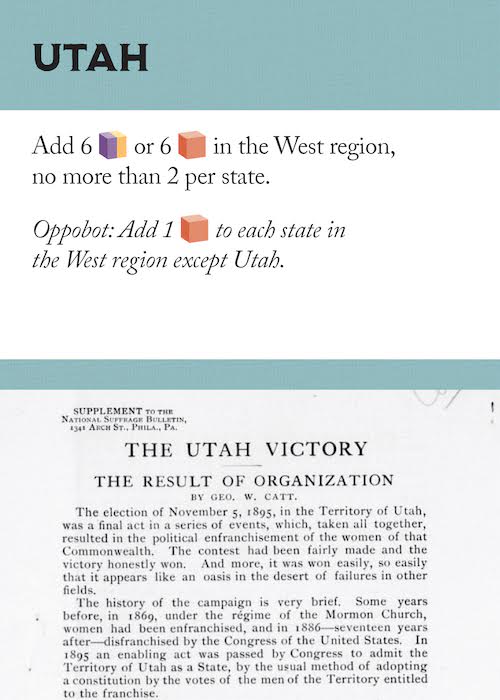 UTAH
Add 6 or 6 in the West region,
no more than 2 per state.
Oppobot: Add 1 to each state in
the West region except Utah.
SUPPLEMENT TO THE
NATIONAL SUFFRAGE BULLETIN,
1341 ARCH ST., PHILA., PA.
THE UTAH VICTORY
THE RESULT OF ORGANIZATION
BY GEO. W. CATT.
The election of November 5, 1895, in the Territory of Utah,
was a final act in a series of events, which, taken all together,
resulted in the political enfranchisement of the women of that
Commonwealth. The contest had been fairly made and the
victory honestly won. And more, it was won easily, so easily
that it appears like an oasis in the desert of failures in other
fields.
The history of the campaign is very brief. Some years
before, in 1869, under the régime of the Mormon Church,
women had been enfranchised, and in 1886—seventeen years
after—disfranchised by the Congress of the United States. In
1895 an enabling act was passed by Congress to admit the
Territory of Utah as a State, by the usual method of adopting
a constitution by the votes of the men of the Territory entitled
to the franchise.